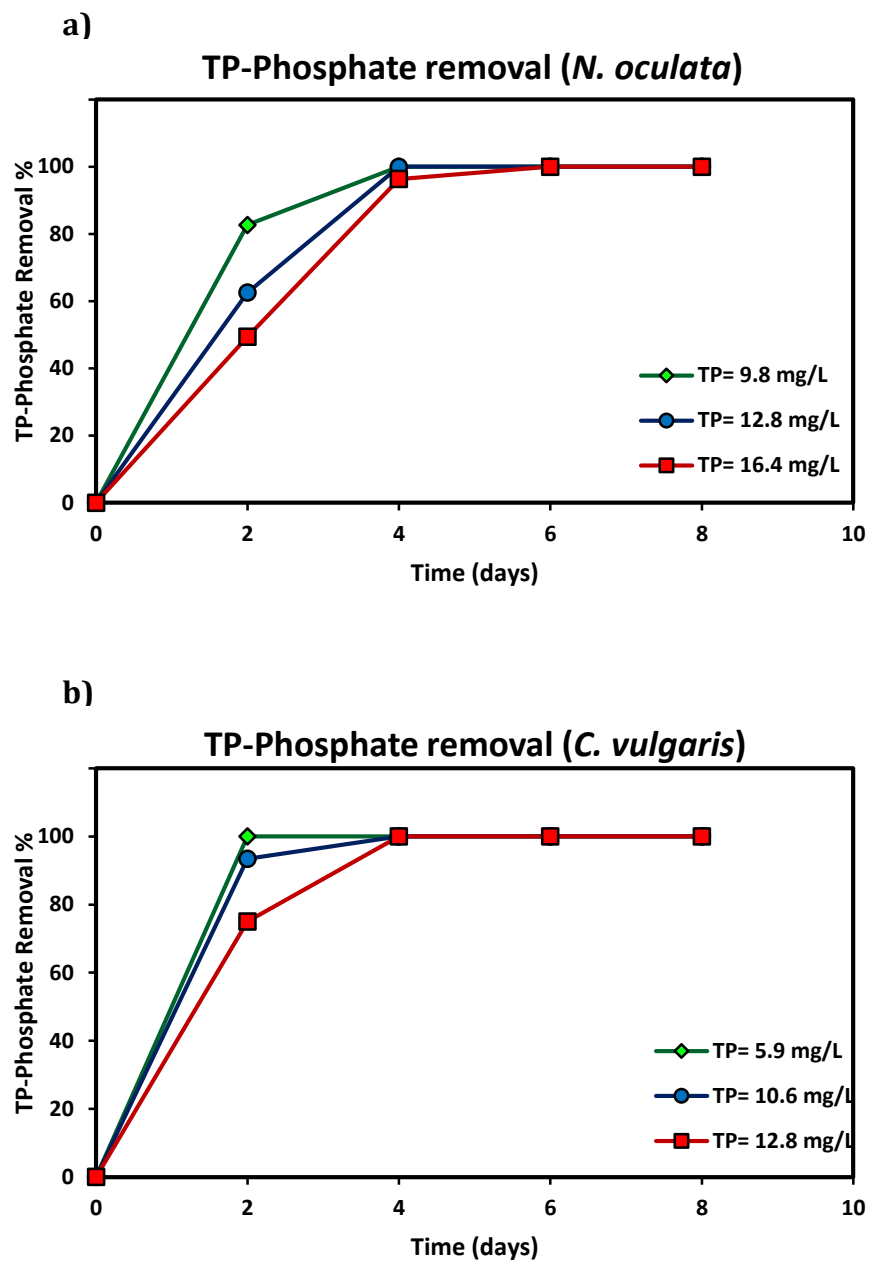 a)
TP-Phosphate removal (N. oculata)
TP-Phosphate Removal %
100
80
60
40
20
0
0 2 4 6 8 10
Time (days)
TP= 9.8 mg/L
TP= 12.8 mg/L
TP= 16.4 mg/L
b)
TP-Phosphate removal (C. vulgaris)
TP-Phosphate Removal %
100
80
60
40
20
0
0 2 4 6 8 10
Time (days)
TP= 5.9 mg/L
TP= 10.6 mg/L
TP= 12.8 mg/L